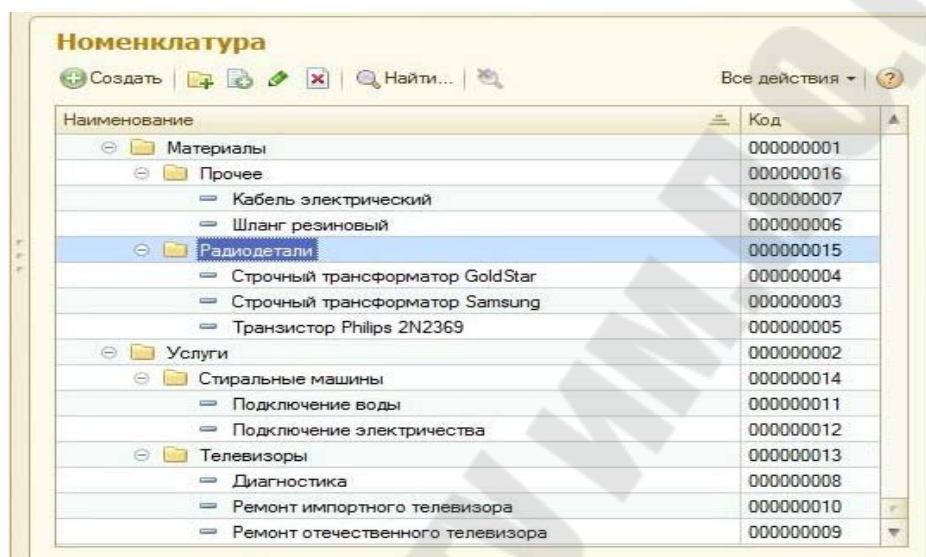 Номенклатура
Создать Найти... Все действия
Наименование Код
Материалы 000000001
Прочее 000000016
Кабель электрический 000000007
Шланг резиновый 000000006
Радиодетали 000000015
Строчный трансформатор GoldStar 000000004
Строчный трансформатор Samsung 000000003
Транзистор Philips 2N2369 000000005
Услуги 000000002
Стиральные машины 000000014
Подключение воды 000000011
Подключение электричества 000000012
Телевизоры 000000013
Диагностика 000000008
Ремонт импортного телевизора 000000010
Ремонт отечественного телевизора 000000009